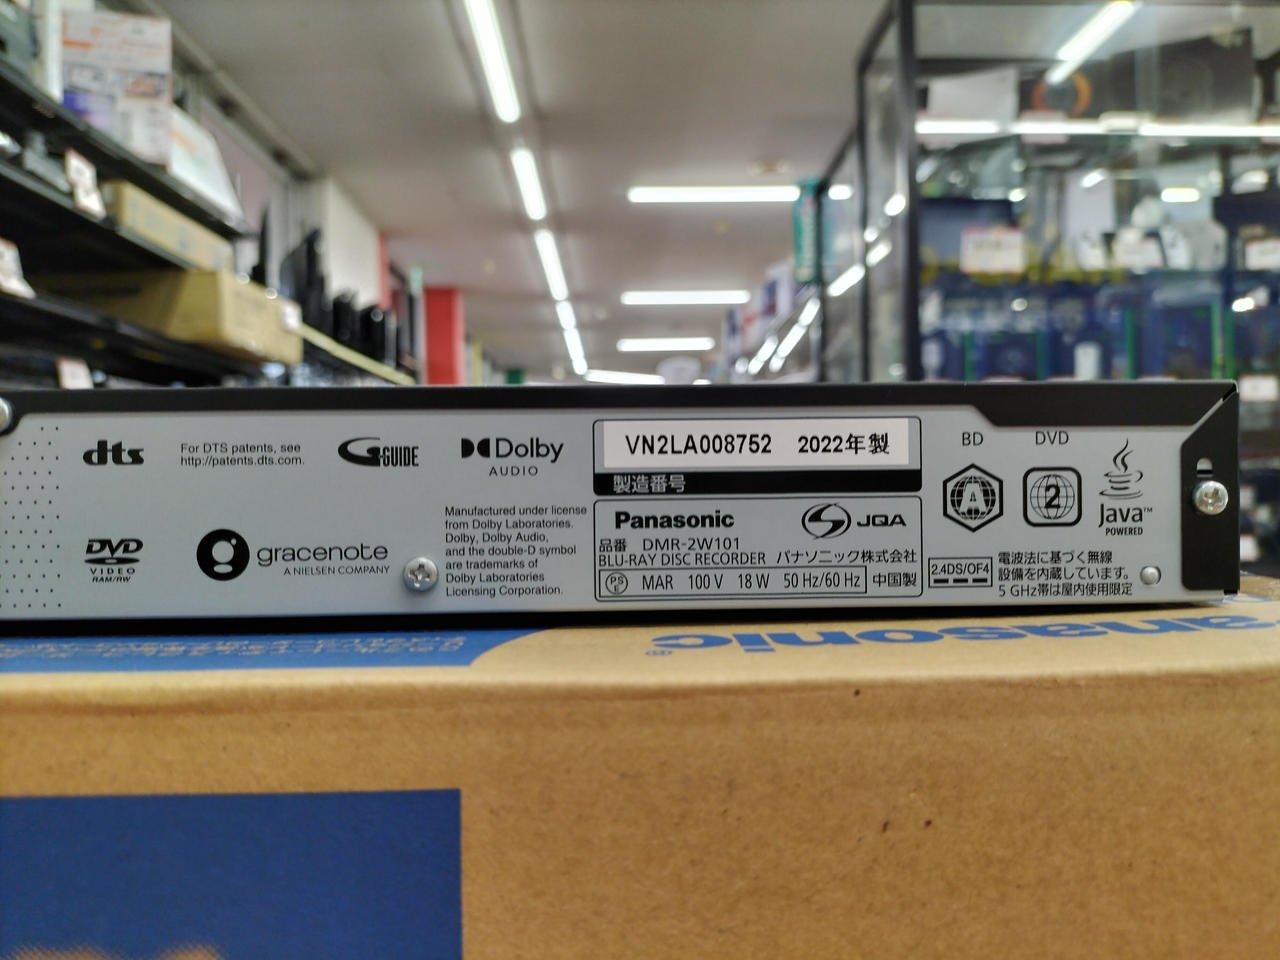 dts
For DTS patents, see
http://patents.dts.com.
G-GUIDE
Dolby
AUDIO
VN2LA008752 2022年製
製造番号
BD
DVD
A
2
Java™
POWERED
DVD
VIDEO
RAM/RW
gracenote
A NIELSEN COMPANY
Manufactured under license
from Dolby Laboratories.
Dolby, Dolby Audio,
and the double-D symbol
are trademarks of
Dolby Laboratories
Licensing Corporation.
Panasonic
JQA
品番 DMR-2W101
BLU-RAY DISC RECORDER パナソニック株式会社
PSE MAR 100 V 18 W 50 Hz/60 Hz 中国製
2.4DS/OF4
電波法に基づく無線
設備を内蔵しています。
5 GHz帯は屋内使用限定
anasonic
®